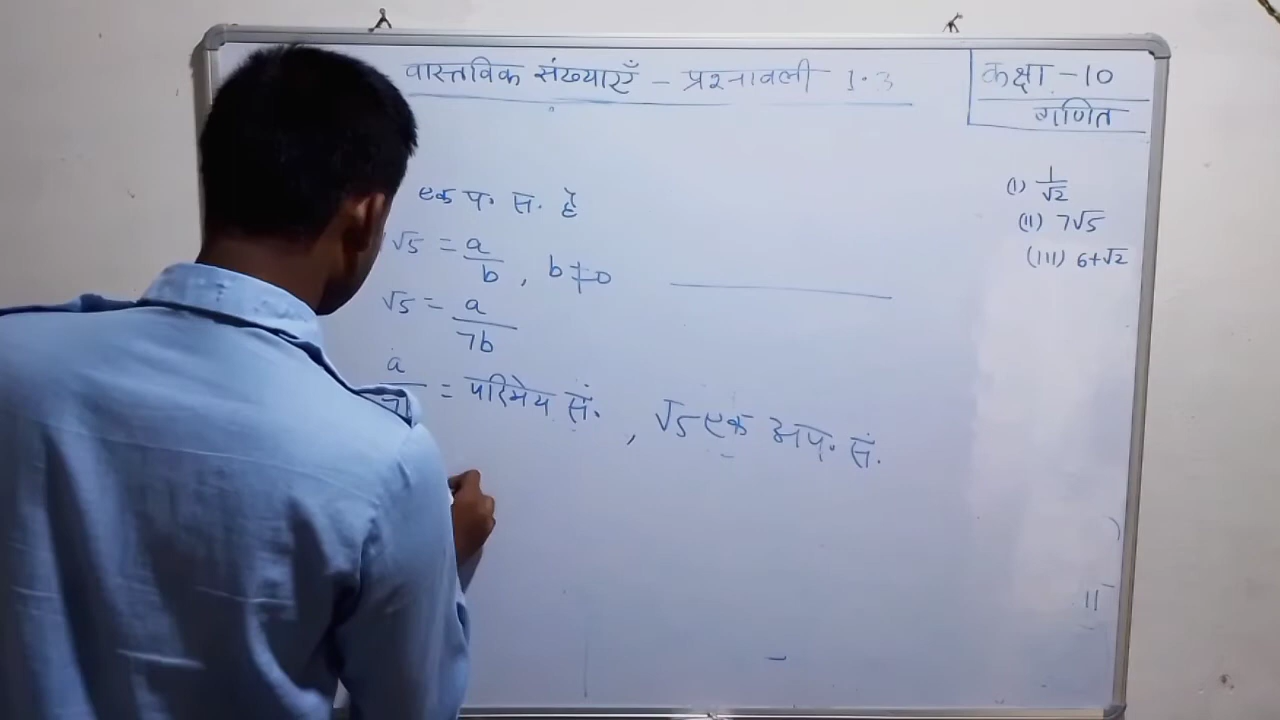 वास्तविक संख्याएँ – प्रश्नावली 1.3
कक्षा - 10
गणित
(I) 1/√2
(II) 7√5
(III) 6+√2
एक प. स. है
√5 = a/b , b≠0
√5 = a/7b
a/7 = परिमेय सं. , √5 एक अप. सं.